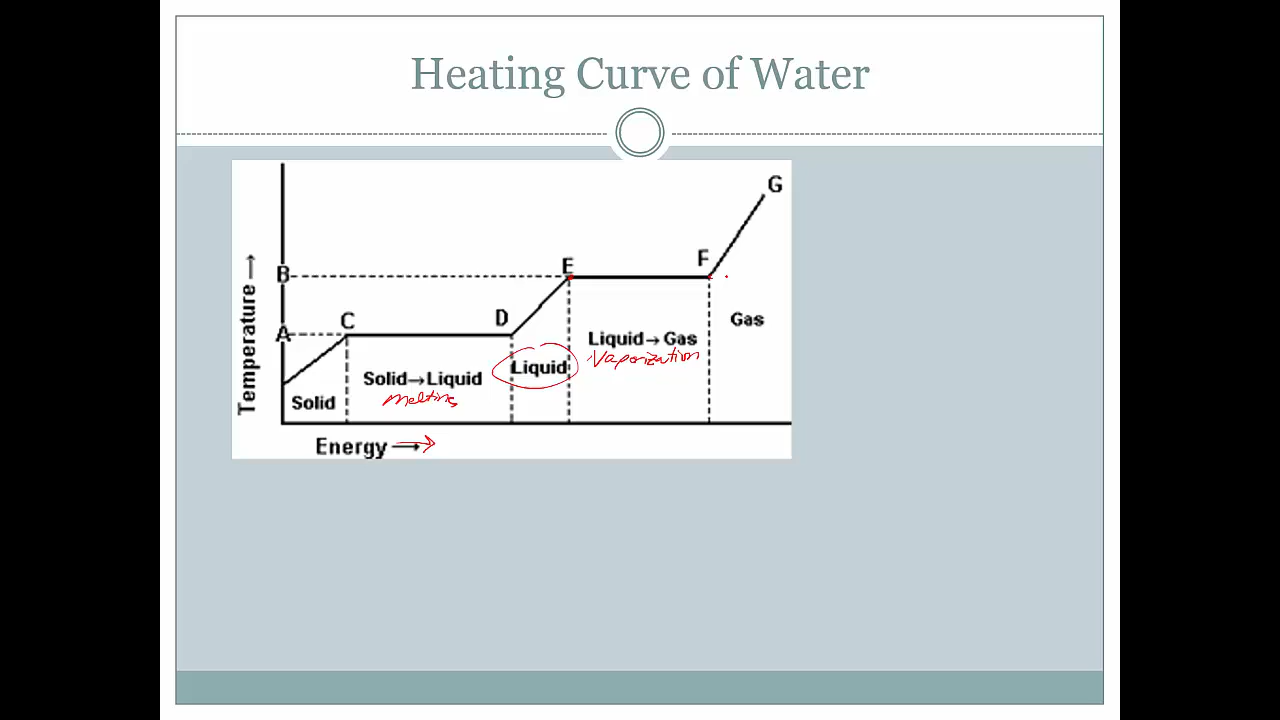 Heating Curve of Water
G
F
E
B
Temperature →
Gas
D
C
A
Liquid → Gas
Vaporization
Liquid
Solid → Liquid
melting
Solid
Energy →